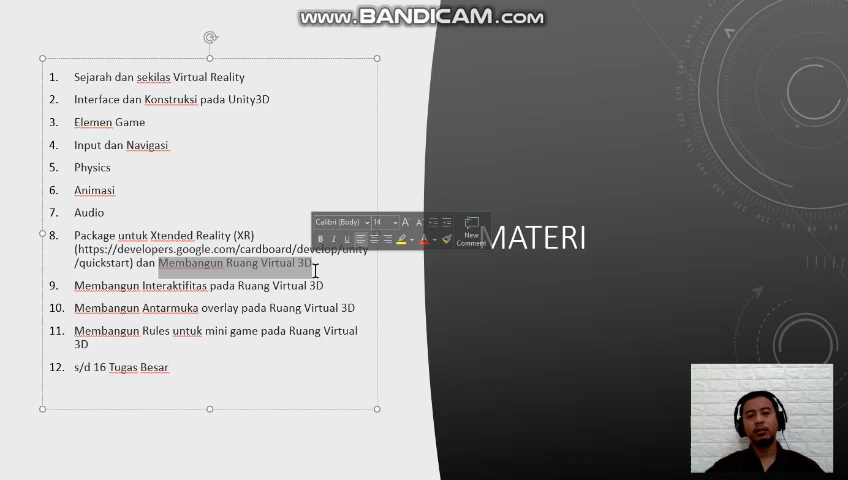 www.BANDICAM.com
1. Sejarah dan sekilas Virtual Reality
2. Interface dan Konstruksi pada Unity3D
3. Elemen Game
4. Input dan Navigasi
5. Physics
6. Animasi
7. Audio
8. Package untuk Xtended Reality (XR)
(https://developers.google.com/cardboard/develop/unity
/quickstart) dan Membangun Ruang Virtual 3D
9. Membangun Interaktifitas pada Ruang Virtual 3D
10. Membangun Antarmuka overlay pada Ruang Virtual 3D
11. Membangun Rules untuk mini game pada Ruang Virtual
3D
12. s/d 16 Tugas Besar
Calibri (Body) 14 A A
B I A
New
Comment
MATERI